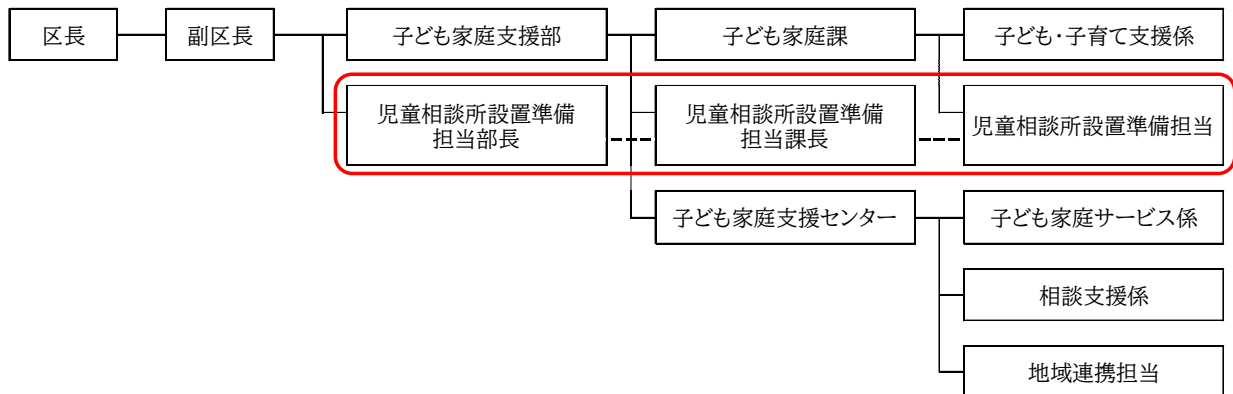 区長
副区長
子ども家庭支援部
子ども家庭課
子ども・子育て支援係
児童相談所設置準備
担当部長
児童相談所設置準備
担当課長
児童相談所設置準備担当
子ども家庭支援センター
子ども家庭サービス係
相談支援係
地域連携担当